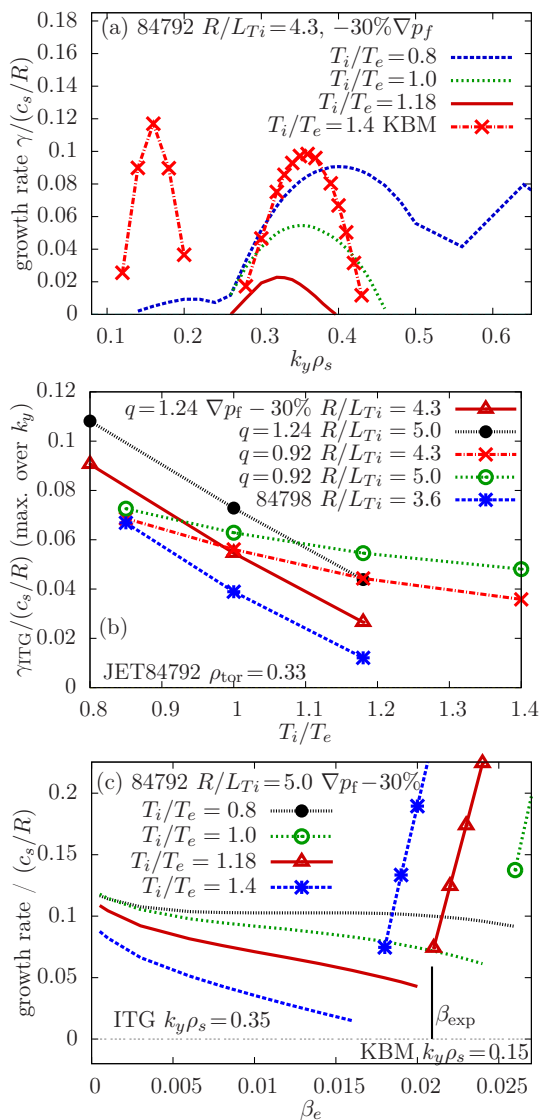 (a) 84792 R/L_{Ti}=4.3, −30%∇p_f
T_i/T_e=0.8
T_i/T_e=1.0
T_i/T_e=1.18
T_i/T_e=1.4 KBM
growth rate γ/(c_s/R)
0.18
0.16
0.14
0.12
0.1
0.08
0.06
0.04
0.02
0
0.1 0.2 0.3 0.4 0.5 0.6
k_yρ_s
q=1.24 ∇p_f−30% R/L_{Ti}=4.3
q=1.24 R/L_{Ti}=5.0
q=0.92 R/L_{Ti}=4.3
q=0.92 R/L_{Ti}=5.0
84798 R/L_{Ti}=3.6
γ_{ITG}/(c_s/R) (max. over k_y)
0.12
0.1
0.08
0.06
0.04
0.02
0
(b)
JET84792 ρ_{tor}=0.33
0.8 0.9 1 1.1 1.2 1.3 1.4
T_i/T_e
(c) 84792 R/L_{Ti}=5.0 ∇p_f−30%
T_i/T_e=0.8
T_i/T_e=1.0
T_i/T_e=1.18
T_i/T_e=1.4
growth rate / (c_s/R)
0.2
0.15
0.1
0.05
0
β_{exp}
ITG k_yρ_s=0.35
KBM k_yρ_s=0.15
0 0.005 0.01 0.015 0.02 0.025
β_e